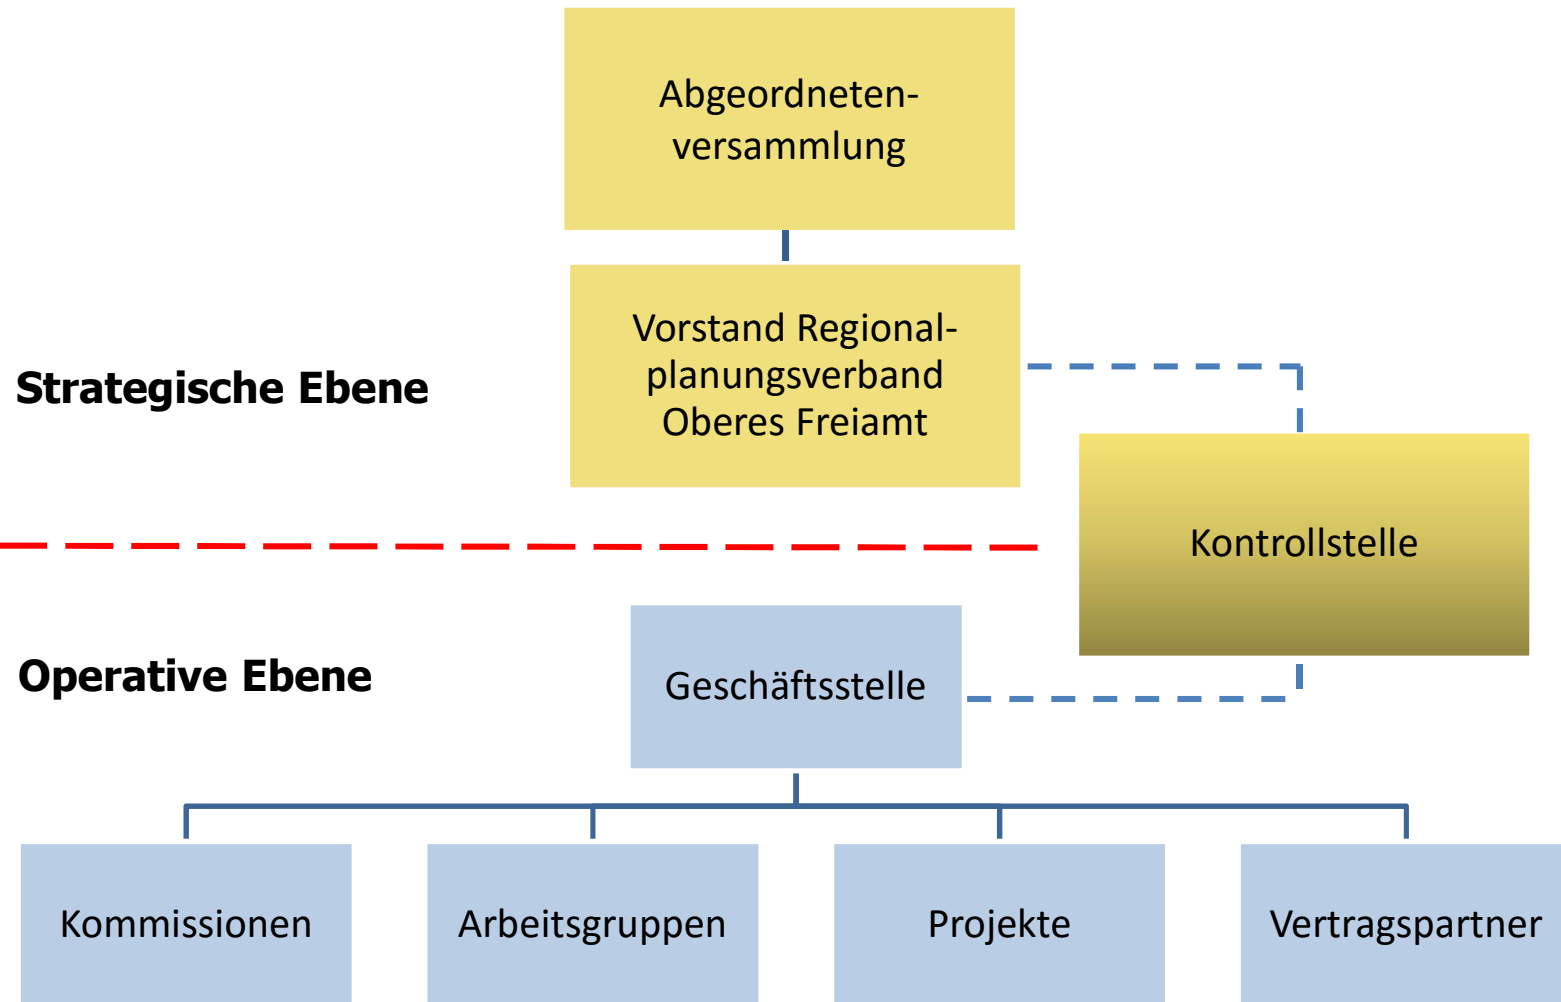 Abgeordneten-
versammlung
Vorstand Regional-
planungsverband
Oberes Freiamt
Strategische Ebene
Kontrollstelle
Operative Ebene
Geschäftsstelle
Kommissionen
Arbeitsgruppen
Projekte
Vertragspartner